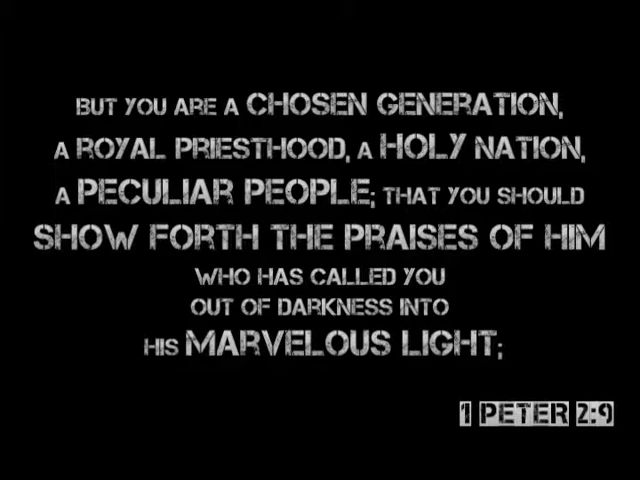 BUT YOU ARE A CHOSEN GENERATION,
A ROYAL PRIESTHOOD, A HOLY NATION,
A PECULIAR PEOPLE; THAT YOU SHOULD
SHOW FORTH THE PRAISES OF HIM
WHO HAS CALLED YOU
OUT OF DARKNESS INTO
HIS MARVELOUS LIGHT;
1 PETER 2:9